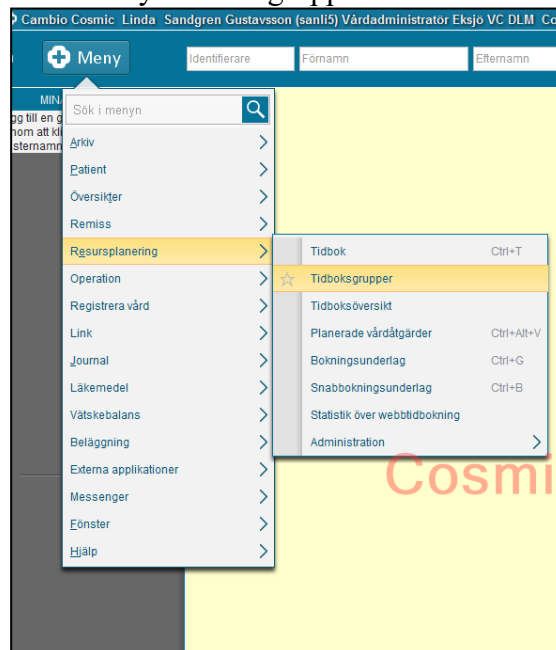 Cambio Cosmic Linda Sandgren Gustavsson (sanli5) Vårdadministratör Eksjö VC DLM
Meny
Identifierare
Förnamn
Efternamn
Sök i menyn
Arkiv
Patient
Översikter
Remiss
Resursplanering
Operation
Registrera vård
Link
Journal
Läkemedel
Vätskebalans
Beläggning
Externa applikationer
Messenger
Fönster
Hjälp
Tidbok Ctrl+T
Tidboksgrupper
Tidboksöversikt
Planerade vårdåtgärder Ctrl+Alt+V
Bokningsunderlag Ctrl+G
Snabbokningsunderlag Ctrl+B
Statistik över webbtidbokning
Administration
Cosmi